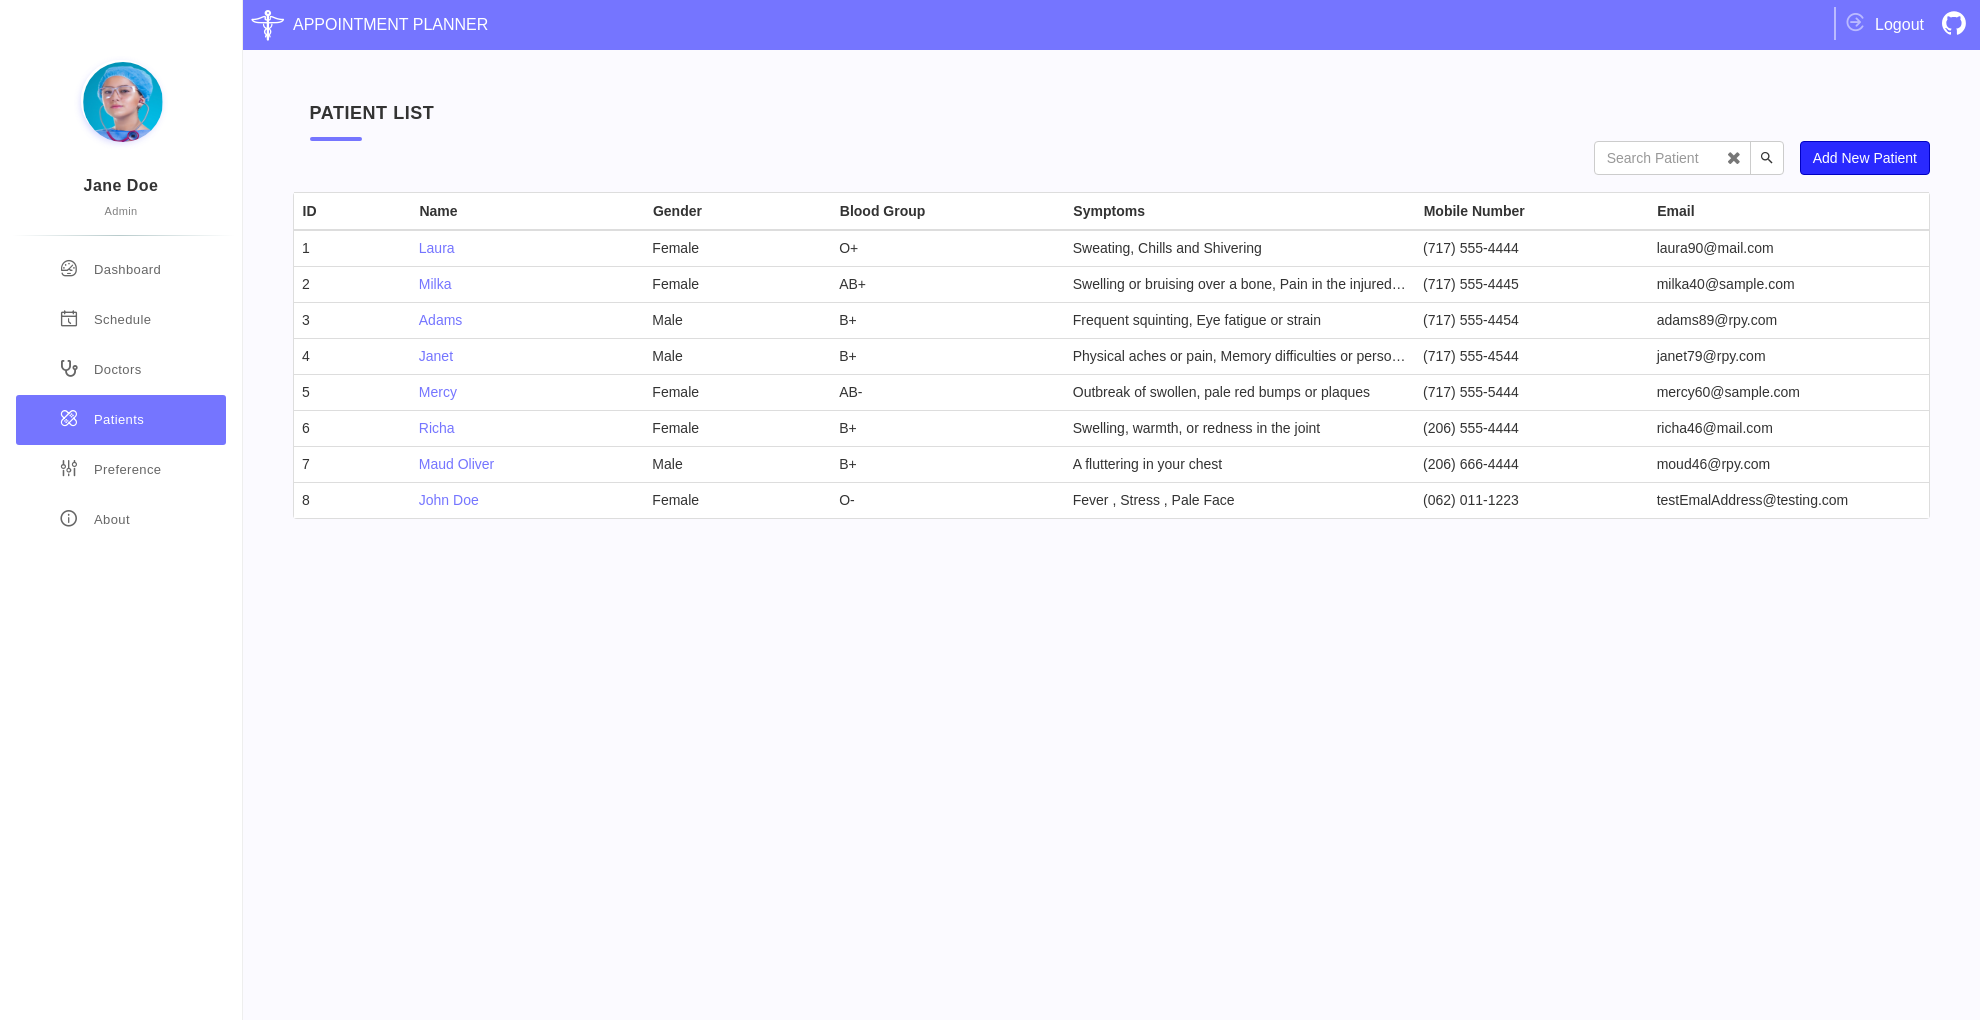 APPOINTMENT PLANNER
Logout
Jane Doe
Admin
Dashboard
Schedule
Doctors
Patients
Preference
About
PATIENT LIST
Search Patient
Add New Patient
ID Name Gender Blood Group Symptoms Mobile Number Email
1 Laura Female O+ Sweating, Chills and Shivering (717) 555-4444 laura90@mail.com
2 Milka Female AB+ Swelling or bruising over a bone, Pain in the injured… (717) 555-4445 milka40@sample.com
3 Adams Male B+ Frequent squinting, Eye fatigue or strain (717) 555-4454 adams89@rpy.com
4 Janet Male B+ Physical aches or pain, Memory difficulties or perso… (717) 555-4544 janet79@rpy.com
5 Mercy Female AB- Outbreak of swollen, pale red bumps or plaques (717) 555-5444 mercy60@sample.com
6 Richa Female B+ Swelling, warmth, or redness in the joint (206) 555-4444 richa46@mail.com
7 Maud Oliver Male B+ A fluttering in your chest (206) 666-4444 moud46@rpy.com
8 John Doe Female O- Fever , Stress , Pale Face (062) 011-1223 testEmalAddress@testing.com